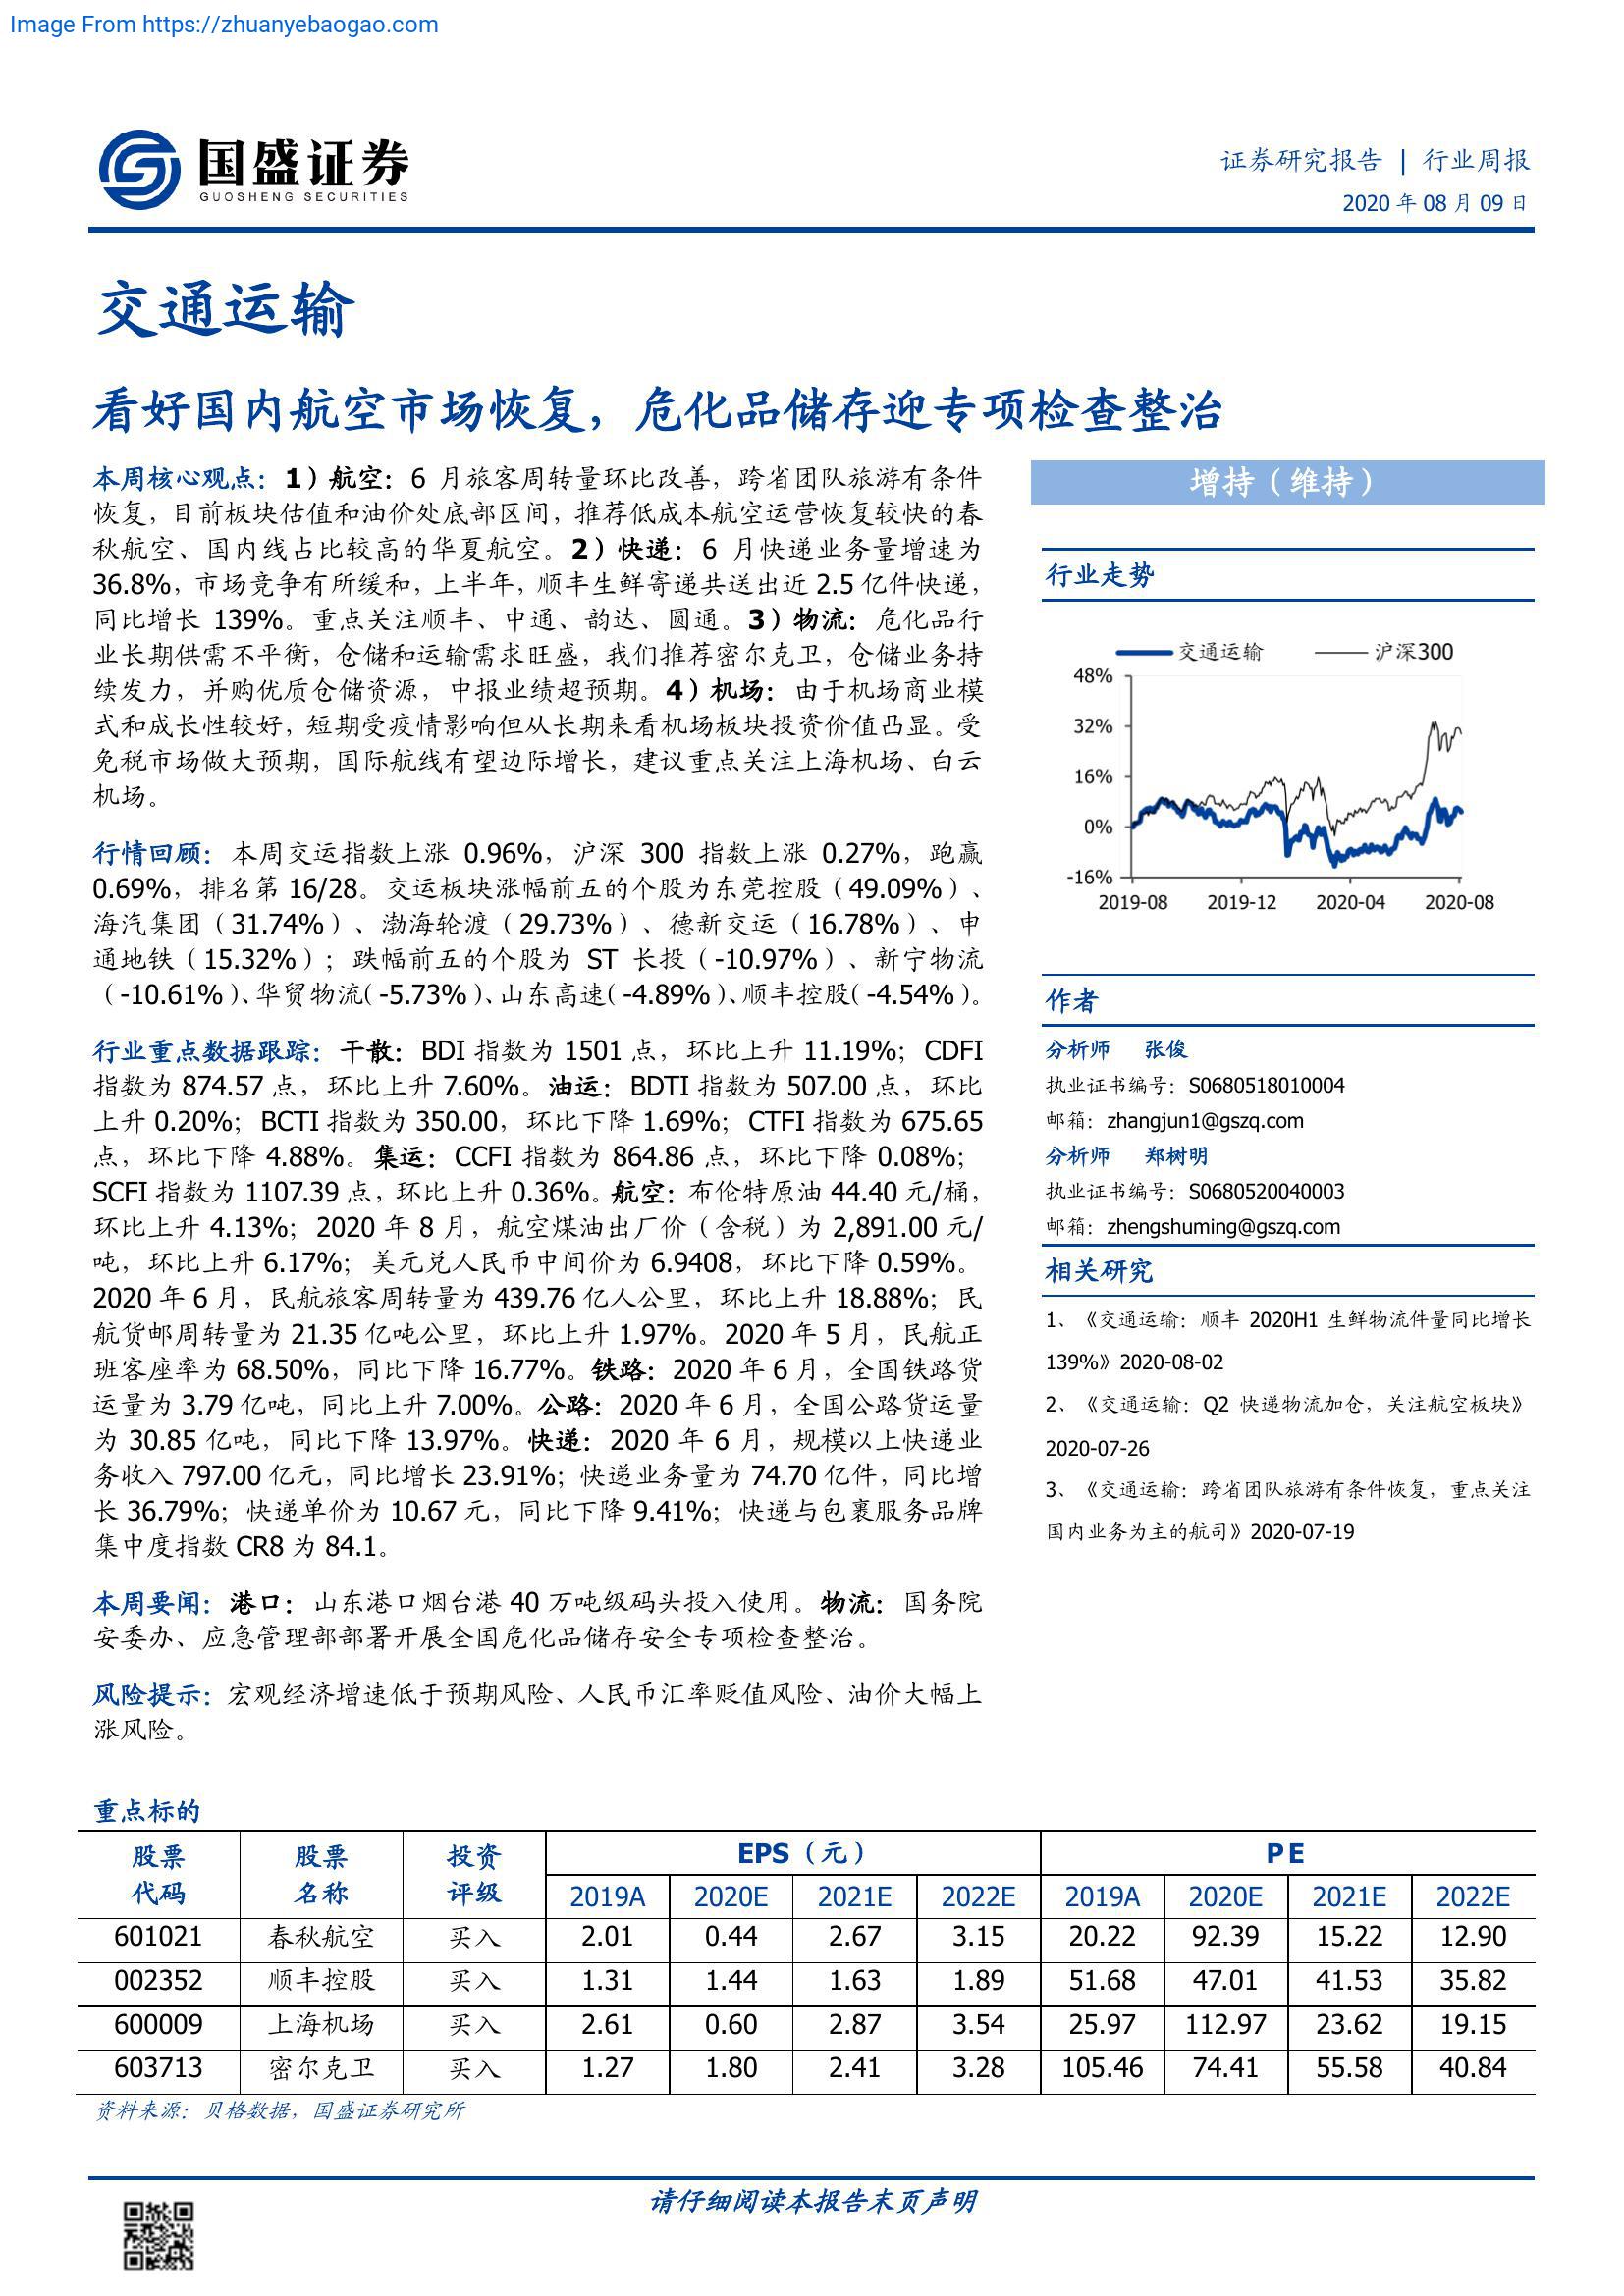 Image From https://zhuanyebaogao.com
国盛证券
GUOSHENG SECURITIES
证券研究报告 | 行业周报
2020 年 08 月 09 日
交通运输
看好国内航空市场恢复，危化品储存迎专项检查整治
本周核心观点：1）航空：6 月旅客周转量环比改善，跨省团队旅游有条件
恢复，目前板块估值和油价处底部区间，推荐低成本航空运营恢复较快的春
秋航空、国内线占比较高的华夏航空。2）快递：6 月快递业务量增速为
36.8%，市场竞争有所缓和，上半年，顺丰生鲜寄递共送出近 2.5 亿件快递，
同比增长 139%。重点关注顺丰、中通、韵达、圆通。3）物流：危化品行
业长期供需不平衡，仓储和运输需求旺盛，我们推荐密尔克卫，仓储业务持
续发力，并购优质仓储资源，中报业绩超预期。4）机场：由于机场商业模
式和成长性较好，短期受疫情影响但从长期来看机场板块投资价值凸显。受
免税市场做大预期，国际航线有望边际增长，建议重点关注上海机场、白云
机场。
行情回顾：本周交运指数上涨 0.96%，沪深 300 指数上涨 0.27%，跑赢
0.69%，排名第 16/28。交运板块涨幅前五的个股为东莞控股（49.09%）、
海汽集团（31.74%）、渤海轮渡（29.73%）、德新交运（16.78%）、申
通地铁（15.32%）；跌幅前五的个股为 ST 长投（-10.97%）、新宁物流
（-10.61%）、华贸物流（-5.73%）、山东高速（-4.89%）、顺丰控股（-4.54%）。
行业重点数据跟踪：干散：BDI 指数为 1501 点，环比上升 11.19%；CDFI
指数为 874.57 点，环比上升 7.60%。油运：BDTI 指数为 507.00 点，环比
上升 0.20%；BCTI 指数为 350.00，环比下降 1.69%；CTFI 指数为 675.65
点，环比下降 4.88%。集运：CCFI 指数为 864.86 点，环比下降 0.08%；
SCFI 指数为 1107.39 点，环比上升 0.36%。航空：布伦特原油 44.40 元/桶，
环比上升 4.13%；2020 年 8 月，航空煤油出厂价（含税）为 2,891.00 元/
吨，环比上升 6.17%；美元兑人民币中间价为 6.9408，环比下降 0.59%。
2020 年 6 月，民航旅客周转量为 439.76 亿人公里，环比上升 18.88%；民
航货邮周转量为 21.35 亿吨公里，环比上升 1.97%。2020 年 5 月，民航正
班客座率为 68.50%，同比下降 16.77%。铁路：2020 年 6 月，全国铁路货
运量为 3.79 亿吨，同比上升 7.00%。公路：2020 年 6 月，全国公路货运量
为 30.85 亿吨，同比下降 13.97%。快递：2020 年 6 月，规模以上快递业
务收入 797.00 亿元，同比增长 23.91%；快递业务量为 74.70 亿件，同比增
长 36.79%；快递单价为 10.67 元，同比下降 9.41%；快递与包裹服务品牌
集中度指数 CR8 为 84.1。
本周要闻：港口：山东港口烟台港 40 万吨级码头投入使用。物流：国务院
安委办、应急管理部部署开展全国危化品储存安全专项检查整治。
风险提示：宏观经济增速低于预期风险、人民币汇率贬值风险、油价大幅上
涨风险。
增持（维持）
行业走势
交通运输 沪深300
48%
32%
16%
0%
-16%
2019-08 2019-12 2020-04 2020-08
作者
分析师 张俊
执业证书编号：S0680518010004
邮箱：zhangjun1@gszq.com
分析师 郑树明
执业证书编号：S0680520040003
邮箱：zhengshuming@gszq.com
相关研究
1、《交通运输：顺丰 2020H1 生鲜物流件量同比增长
139%》2020-08-02
2、《交通运输：Q2 快递物流加仓，关注航空板块》
2020-07-26
3、《交通运输：跨省团队旅游有条件恢复，重点关注
国内业务为主的航司》2020-07-19
重点标的
股票 股票 投资 EPS（元） P E
代码 名称 评级 2019A 2020E 2021E 2022E 2019A 2020E 2021E 2022E
601021 春秋航空 买入 2.01 0.44 2.67 3.15 20.22 92.39 15.22 12.90
002352 顺丰控股 买入 1.31 1.44 1.63 1.89 51.68 47.01 41.53 35.82
600009 上海机场 买入 2.61 0.60 2.87 3.54 25.97 112.97 23.62 19.15
603713 密尔克卫 买入 1.27 1.80 2.41 3.28 105.46 74.41 55.58 40.84
资料来源：贝格数据，国盛证券研究所
请仔细阅读本报告末页声明